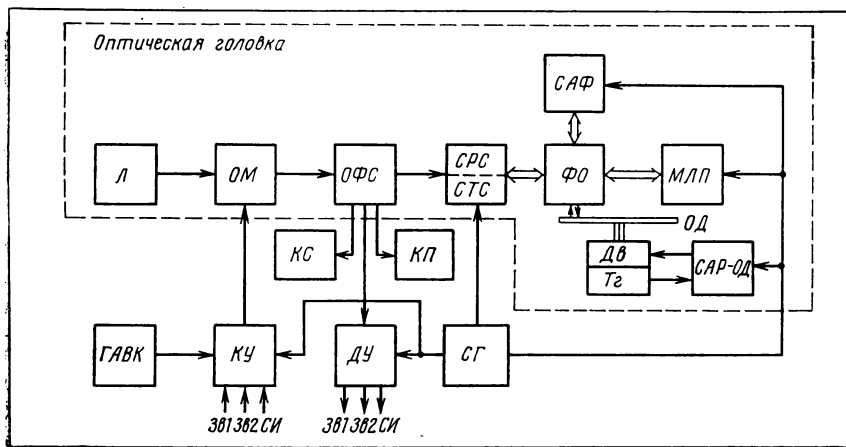 Оптическая головка
САФ
Л
ОМ
ОФС
СРС
СТС
ФО
МЛП
ОД
КС
КП
ДВ
Тг
САР-ОД
ГАВК
КУ
ДУ
СГ
ЗВ1 ЗВ2 СИ
ЗВ1 ЗВ2 СИ